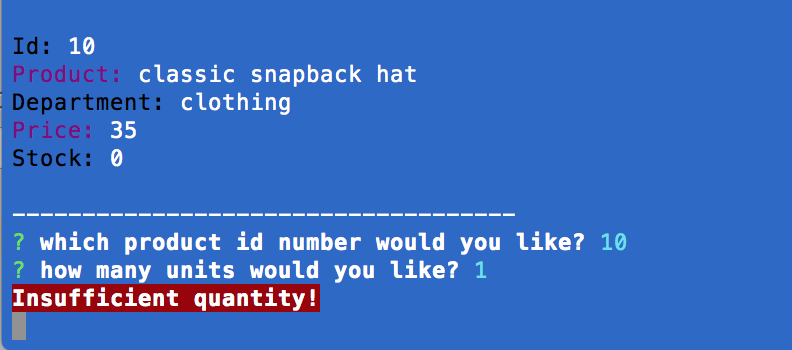 Id: 10
Product: classic snapback hat
Department: clothing
Price: 35
Stock: 0
------------------------------------
? which product id number would you like? 10
? how many units would you like? 1
Insufficient quantity!